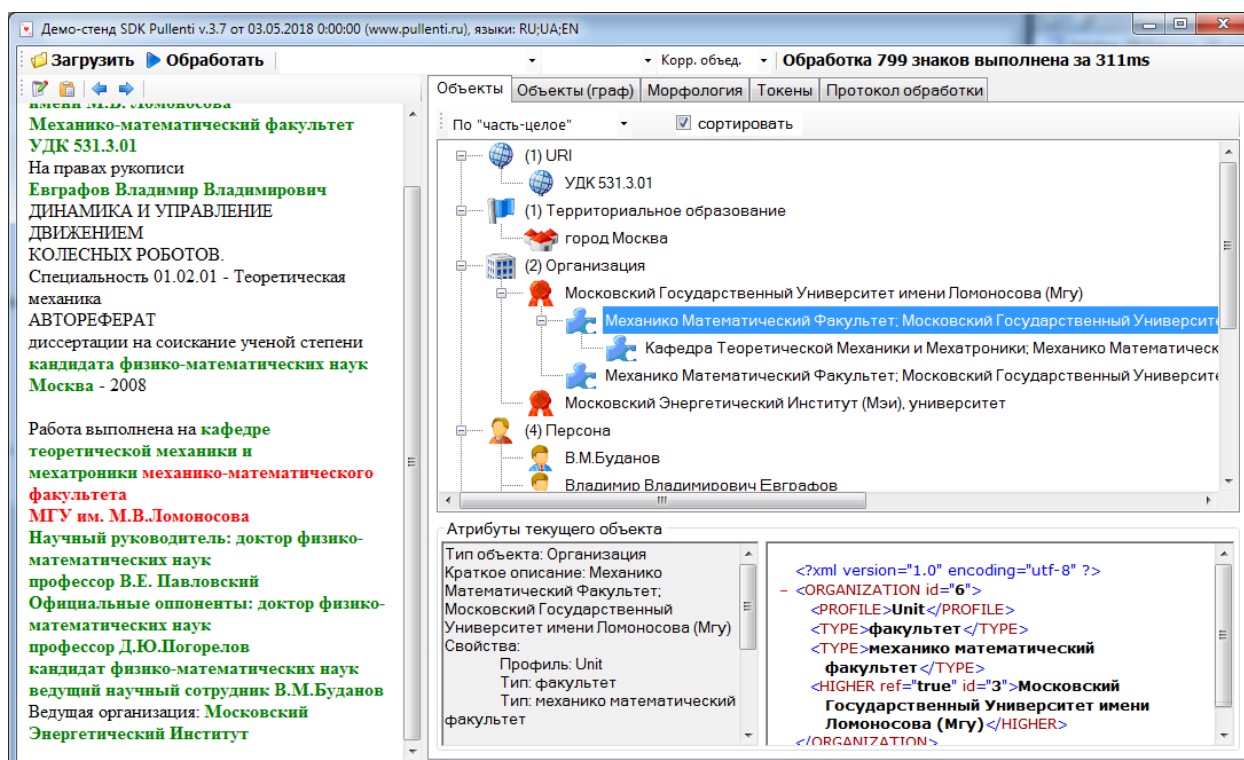 Демо-стенд SDK Pullenti v.3.7 от 03.05.2018 0:00:00 (www.pullenti.ru), языки: RU;UA;EN
Загрузить Обработать Корр. объед. Обработка 799 знаков выполнена за 311ms
имени М.В. Ломоносова
Механико-математический факультет
УДК 531.3.01
На правах рукописи
Евграфов Владимир Владимирович
ДИНАМИКА И УПРАВЛЕНИЕ
ДВИЖЕНИЕМ
КОЛЕСНЫХ РОБОТОВ.
Специальность 01.02.01 - Теоретическая
механика
АВТОРЕФЕРАТ
диссертации на соискание ученой степени
кандидата физико-математических наук
Москва - 2008
Работа выполнена на кафедре
теоретической механики и
мехатроники механико-математического
факультета
МГУ им. М.В.Ломоносова
Научный руководитель: доктор физико-
математических наук
профессор В.Е. Павловский
Официальные оппоненты: доктор физико-
математических наук
профессор Д.Ю.Погорелов
кандидат физико-математических наук
ведущий научный сотрудник В.М.Буданов
Ведущая организация: Московский
Энергетический Институт
Объекты Объекты (граф) Морфология Токены Протокол обработки
По "часть-целое" сортировать
(1) URI
УДК 531.3.01
(1) Территориальное образование
город Москва
(2) Организация
Московский Государственный Университет имени Ломоносова (Мгу)
Механико Математический Факультет; Московский Государственный Университе
Кафедра Теоретической Механики и Мехатроники; Механико Математическ
Механико Математический Факультет; Московский Государственный Университе
Московский Энергетический Институт (Мэи), университет
(4) Персона
В.М.Буданов
Владимир Владимирович Евграфов
Атрибуты текущего объекта
Тип объекта: Организация
Краткое описание: Механико
Математический Факультет;
Московский Государственный
Университет имени Ломоносова (Мгу)
Свойства:
Профиль: Unit
Тип: факультет
Тип: механико математический
факультет
<?xml version="1.0" encoding="utf-8" ?>
- <ORGANIZATION id="6">
<PROFILE>Unit</PROFILE>
<TYPE>факультет</TYPE>
<TYPE>механико математический
факультет</TYPE>
<HIGHER ref="true" id="3">Московский
Государственный Университет имени
Ломоносова (Мгу)</HIGHER>
</ORGANIZATION>